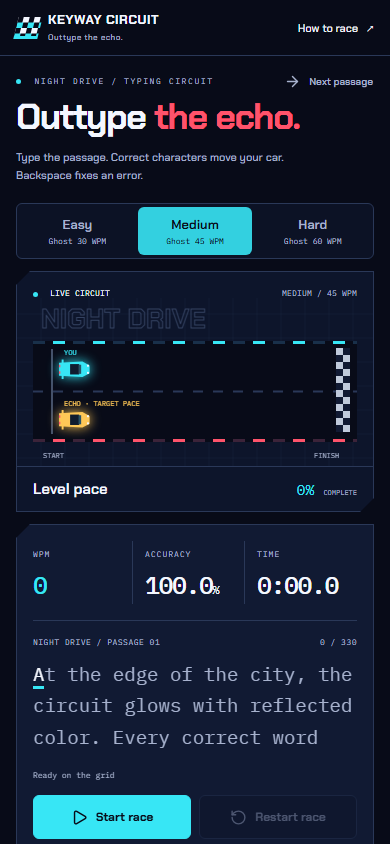 KEYWAY CIRCUIT
Outtype the echo.
How to race ↗
NIGHT DRIVE / TYPING CIRCUIT
Next passage
Outtype the echo.
Type the passage. Correct characters move your car.
Backspace fixes an error.
Easy
Ghost 30 WPM
Medium
Ghost 45 WPM
Hard
Ghost 60 WPM
LIVE CIRCUIT
MEDIUM / 45 WPM
NIGHT DRIVE
YOU
ECHO · TARGET PACE
START
FINISH
Level pace
0% COMPLETE
WPM
0
ACCURACY
100.0%
TIME
0:00.0
NIGHT DRIVE / PASSAGE 01
0 / 330
At the edge of the city, the
circuit glows with reflected
color. Every correct word
Ready on the grid
Start race
Restart race